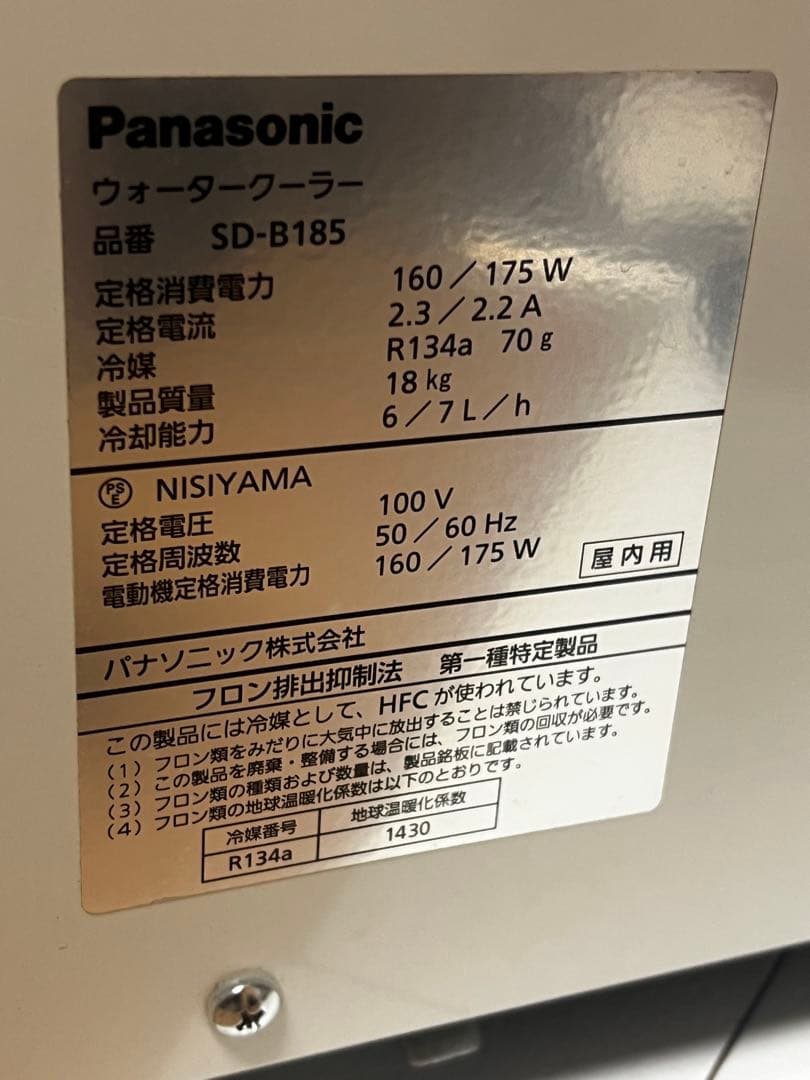 Panasonic
ウォータークーラー
品番 SD-B185
定格消費電力 160／175 W
定格電流 2.3／2.2 A
冷媒 R134a 70 g
製品質量 18 kg
冷却能力 6／7 L／h
PSE NISIYAMA
定格電圧 100 V
定格周波数 50／60 Hz
電動機定格消費電力 160／175 W
屋内用
パナソニック株式会社
フロン排出抑制法 第一種特定製品
この製品には冷媒として、HFCが使われています。
（1）フロン類をみだりに大気中に放出することは禁じられています。
（2）この製品を廃棄・整備する場合には、フロン類の回収が必要です。
（3）フロン類の種類および数量は、製品銘板に記載されています。
（4）フロン類の地球温暖化係数は以下のとおりです。
冷媒番号 地球温暖化係数
R134a 1430